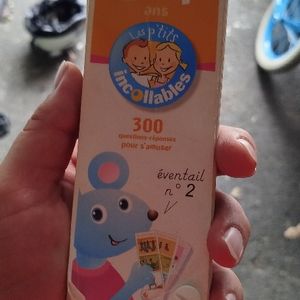 ans
Les p'tits
incollables
300
questions-réponses
pour s'amuser
éventail
n° 2